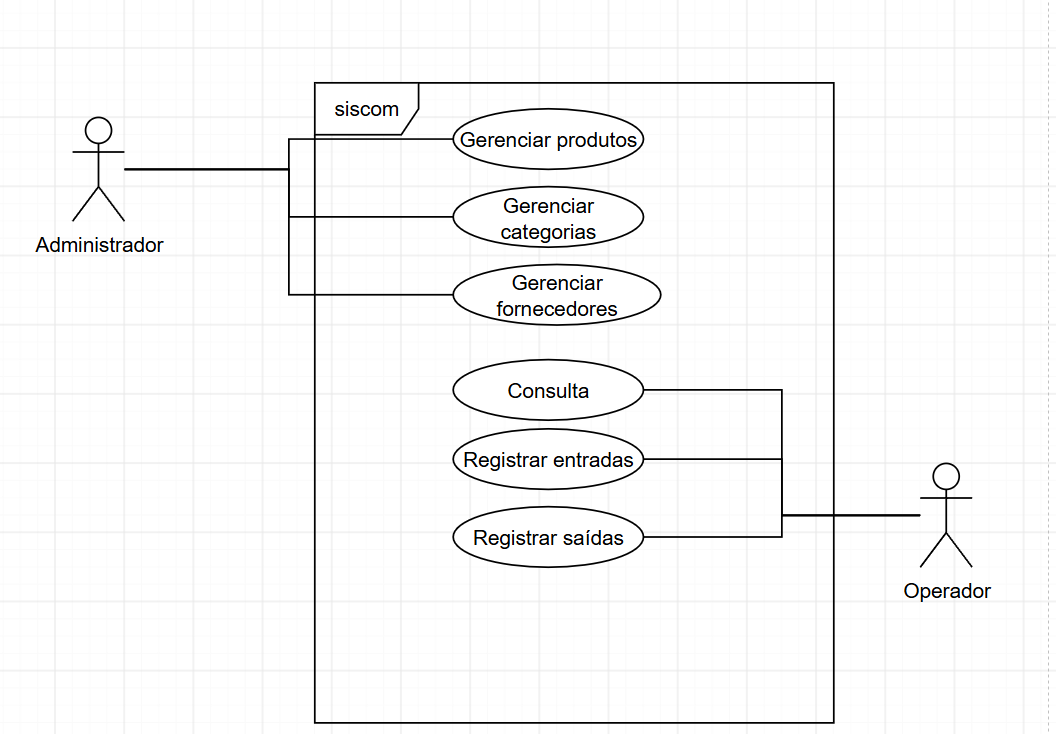 siscom
Gerenciar produtos
Gerenciar
categorias
Administrador
Gerenciar
fornecedores
Consulta
Registrar entradas
Registrar saídas
Operador